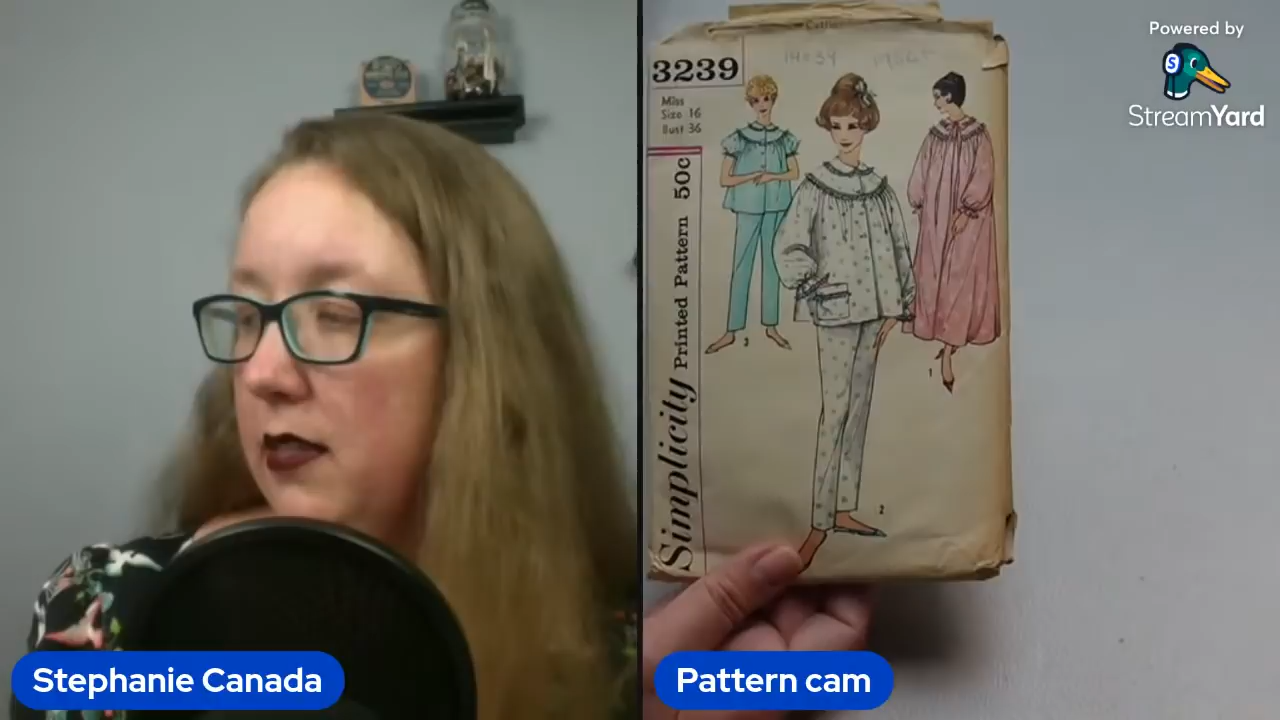 Powered by
StreamYard
3239
Miss
Size 16
Bust 36
50c
Simplicity Printed Pattern
3
1
2
Stephanie Canada
Pattern cam